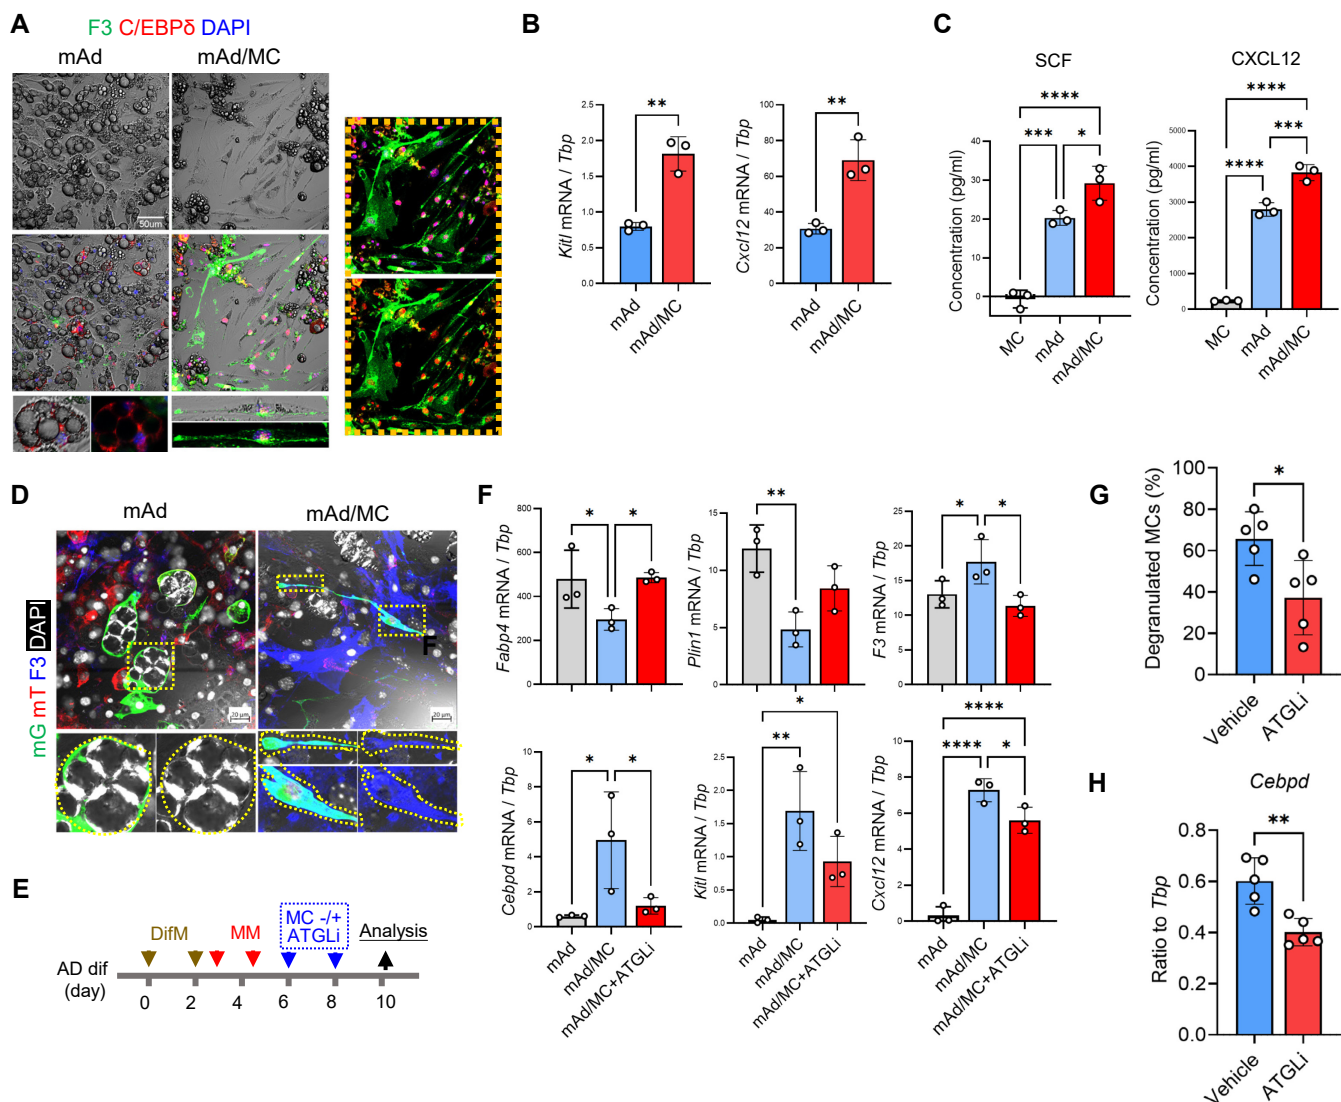 A
F3 C/EBPδ DAPI
mAd
mAd/MC
50um
B
Kitl mRNA / Tbp
2.5
2.0
1.5
1.0
0.5
0.0
**
mAd
mAd/MC
Cxcl12 mRNA / Tbp
100
80
60
40
20
0
**
mAd
mAd/MC
C
SCF
Concentration (pg/ml)
40
30
20
10
0
****
***
*
MC
mAd
mAd/MC
CXCL12
Concentration (pg/ml)
5000
4000
3000
2000
1000
0
****
***
****
MC
mAd
mAd/MC
D
mAd
mAd/MC
mG mT F3 DAPI
20 µm
20 µm
F
E
DifM
MM
MC -/+
ATGLi
Analysis
AD dif
(day)
0 2 4 6 8 10
F
Fabp4 mRNA / Tbp
800
600
400
200
0
* *
Plin1 mRNA / Tbp
15
10
5
0
**
F3 mRNA / Tbp
25
20
15
10
5
0
* *
Cebpd mRNA / Tbp
10
8
6
4
2
0
* *
mAd
mAd/MC
mAd/MC+ATGLi
Kitl mRNA / Tbp
2.5
2.0
1.5
1.0
0.5
0.0
*
**
mAd
mAd/MC
mAd/MC+ATGLi
Cxcl12 mRNA / Tbp
10
8
6
4
2
0
****
**** *
mAd
mAd/MC
mAd/MC+ATGLi
G
Degranulated MCs (%)
100
80
60
40
20
0
*
Vehicle
ATGLi
H
Cebpd
Ratio to Tbp
0.8
0.6
0.4
0.2
0.0
**
Vehicle
ATGLi